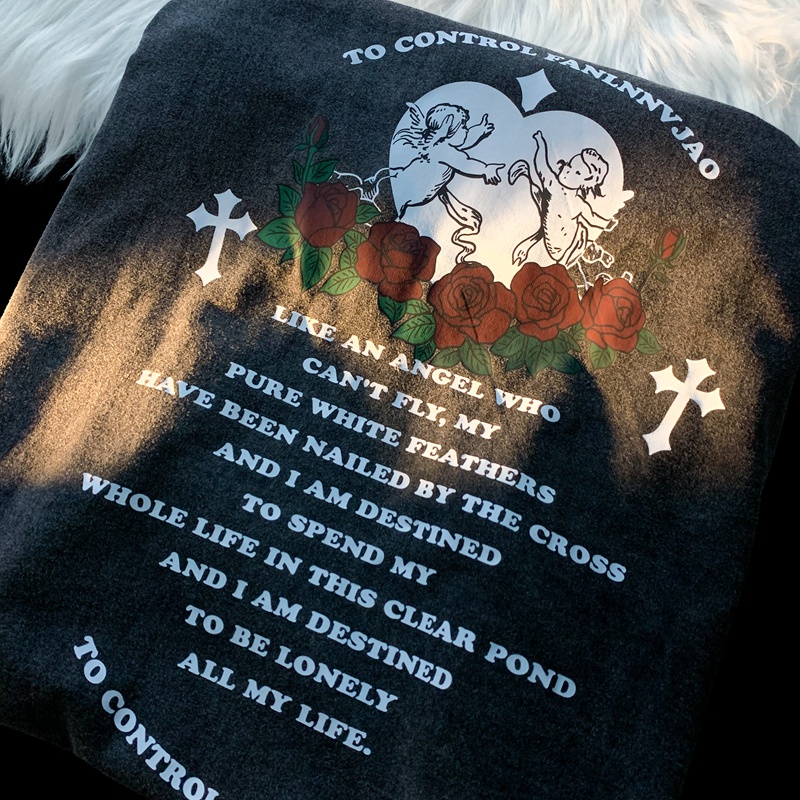 TO CONTROL FANLNNVJAO
LIKE AN ANGEL WHO
CAN'T FLY, MY
PURE WHITE FEATHERS
HAVE BEEN NAILED BY THE CROSS
AND I AM DESTINED
TO SPEND MY
WHOLE LIFE IN THIS CLEAR POND
AND I AM DESTINED
TO BE LONELY
ALL MY LIFE.
TO CONTROL